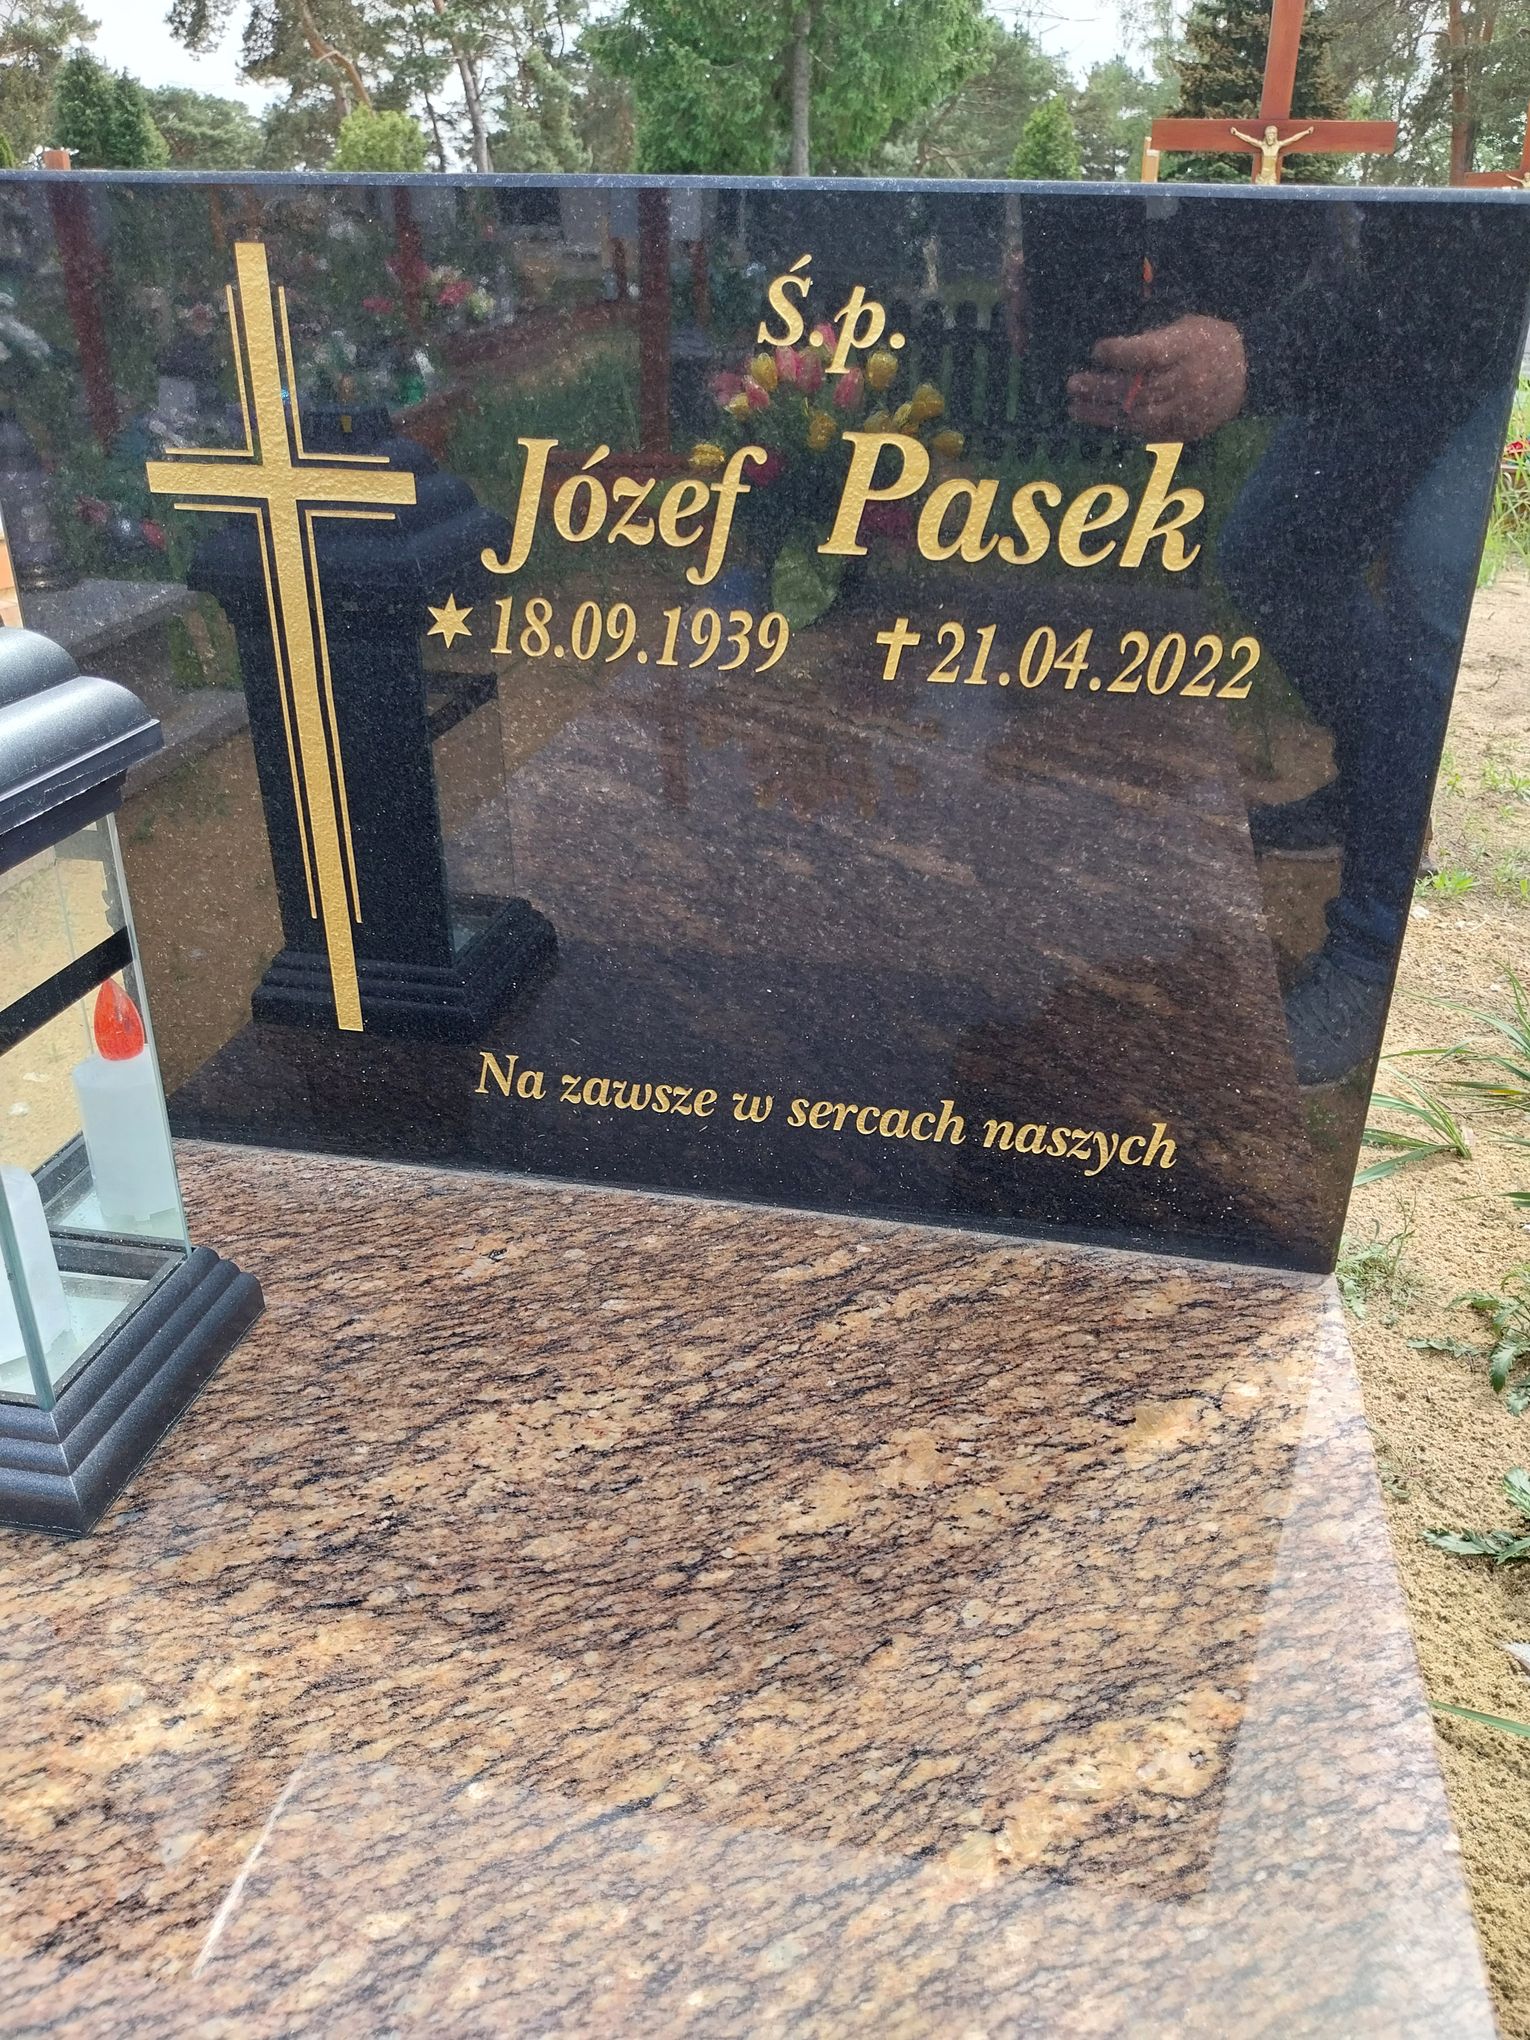 Ś.p.
Józef Pasek
✶ 18.09.1939 ✝ 21.04.2022
Na zawsze w sercach naszych